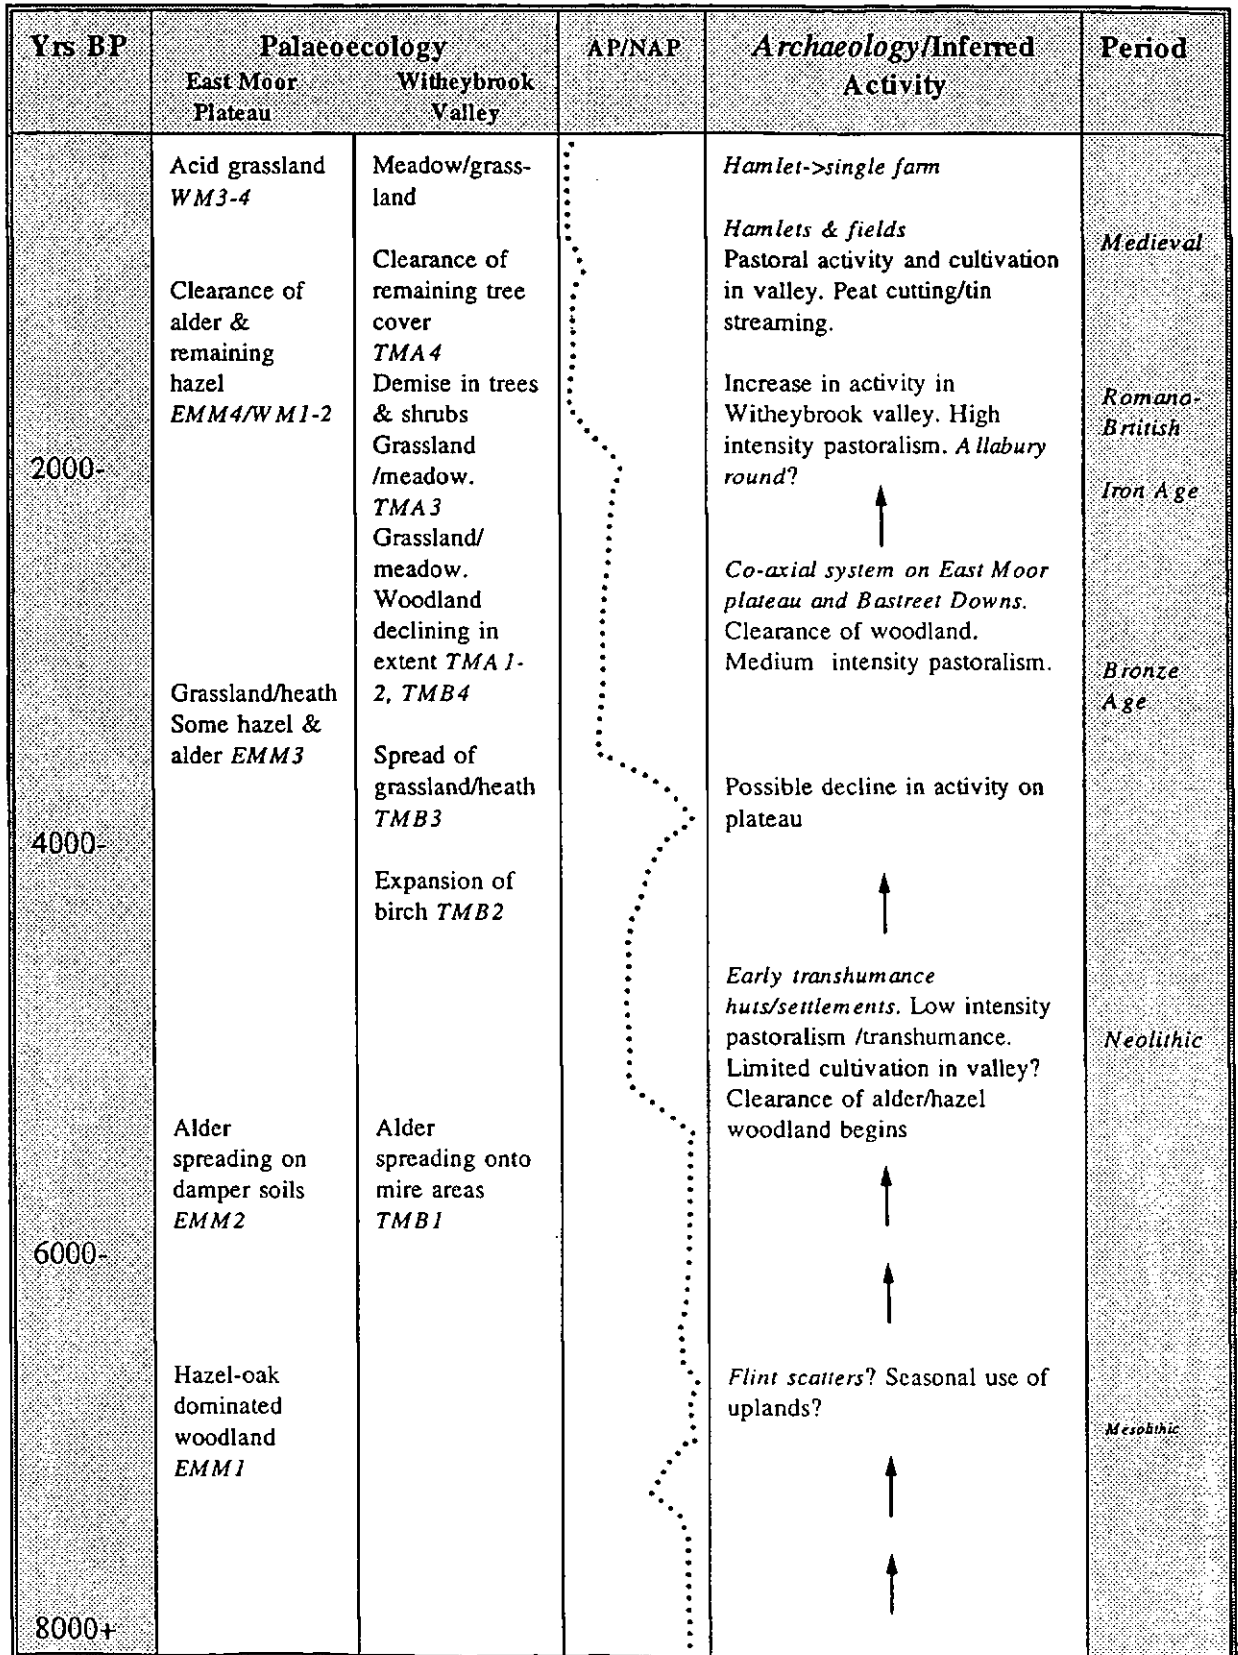 Yrs BP
Palaeoecology
East Moor
Plateau
Witheybrook
Valley
AP/NAP
Archaeology/Inferred
Activity
Period
2000-
4000-
6000-
8000+
Acid grassland
WM3-4
Clearance of
alder &
remaining
hazel
EMM4/WM1-2
Grassland/heath
Some hazel &
alder EMM3
Alder
spreading on
damper soils
EMM2
Hazel-oak
dominated
woodland
EMM1
Meadow/grass-
land
Clearance of
remaining tree
cover
TMA4
Demise in trees
& shrubs
Grassland
/meadow.
TMA3
Grassland/
meadow.
Woodland
declining in
extent TMA1-
2, TMB4
Spread of
grassland/heath
TMB3
Expansion of
birch TMB2
Alder
spreading onto
mire areas
TMB1
Hamlet->single farm
Hamlets & fields
Pastoral activity and cultivation
in valley. Peat cutting/tin
streaming.
Increase in activity in
Witheybrook valley. High
intensity pastoralism. Allabury
round?
Co-axial system on East Moor
plateau and Bastreet Downs.
Clearance of woodland.
Medium intensity pastoralism.
Possible decline in activity on
plateau
Early transhumance
huts/settlements. Low intensity
pastoralism /transhumance.
Limited cultivation in valley?
Clearance of alder/hazel
woodland begins
Flint scatters? Seasonal use of
uplands?
Medieval
Romano-
Brtitish
Iron Age
Bronze
Age
Neolithic
Mesolithic